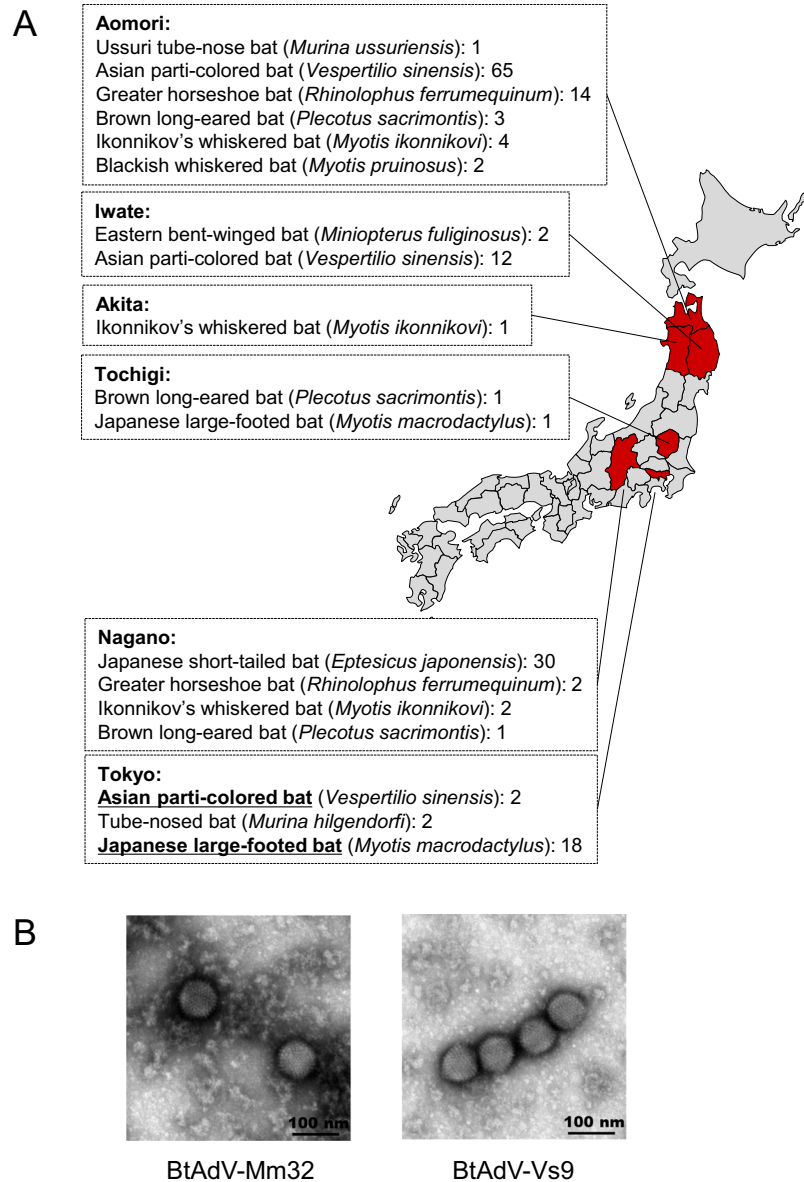 A
Aomori:
Ussuri tube-nose bat (Murina ussuriensis): 1
Asian parti-colored bat (Vespertilio sinensis): 65
Greater horseshoe bat (Rhinolophus ferrumequinum): 14
Brown long-eared bat (Plecotus sacrimontis): 3
Ikonnikov's whiskered bat (Myotis ikonnikovi): 4
Blackish whiskered bat (Myotis pruinosus): 2
Iwate:
Eastern bent-winged bat (Miniopterus fuliginosus): 2
Asian parti-colored bat (Vespertilio sinensis): 12
Akita:
Ikonnikov's whiskered bat (Myotis ikonnikovi): 1
Tochigi:
Brown long-eared bat (Plecotus sacrimontis): 1
Japanese large-footed bat (Myotis macrodactylus): 1
Nagano:
Japanese short-tailed bat (Eptesicus japonensis): 30
Greater horseshoe bat (Rhinolophus ferrumequinum): 2
Ikonnikov's whiskered bat (Myotis ikonnikovi): 2
Brown long-eared bat (Plecotus sacrimontis): 1
Tokyo:
Asian parti-colored bat (Vespertilio sinensis): 2
Tube-nosed bat (Murina hilgendorfi): 2
Japanese large-footed bat (Myotis macrodactylus): 18
B
100 nm
100 nm
BtAdV-Mm32
BtAdV-Vs9